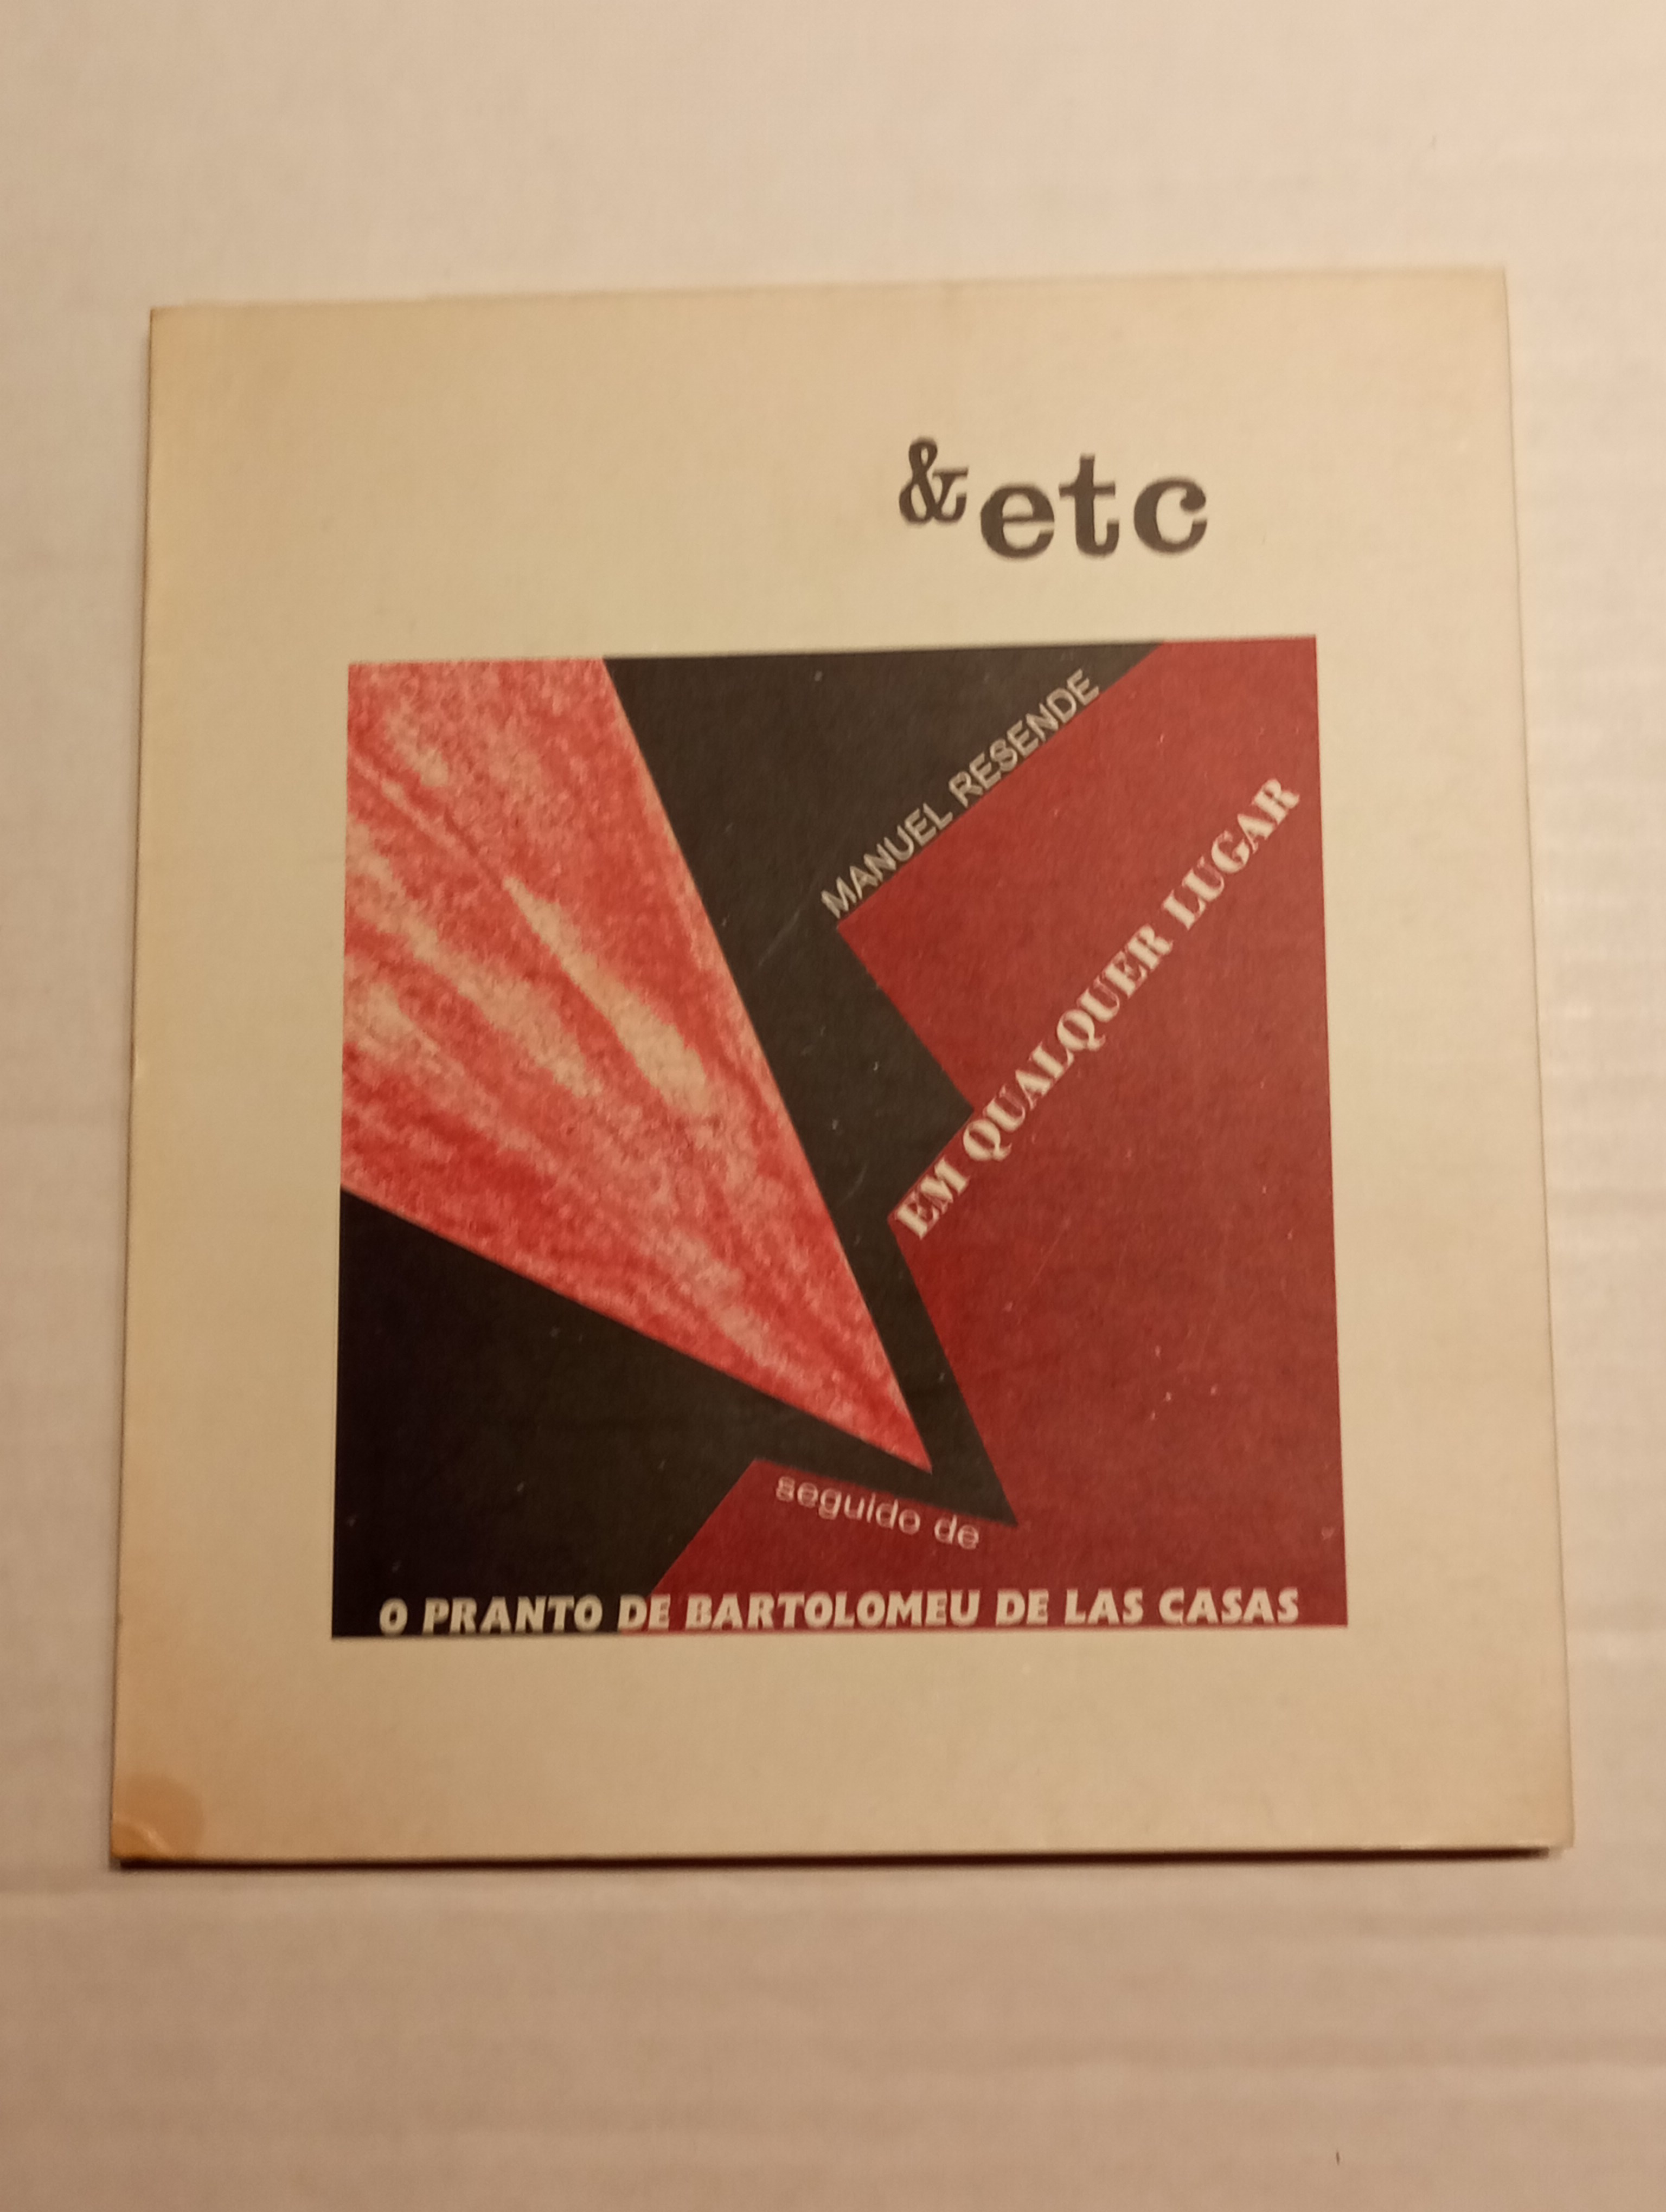 & etc
MANUEL RESENDE
EM QUALQUER LUGAR
seguido de
O PRANTO DE BARTOLOMEU DE LAS CASAS